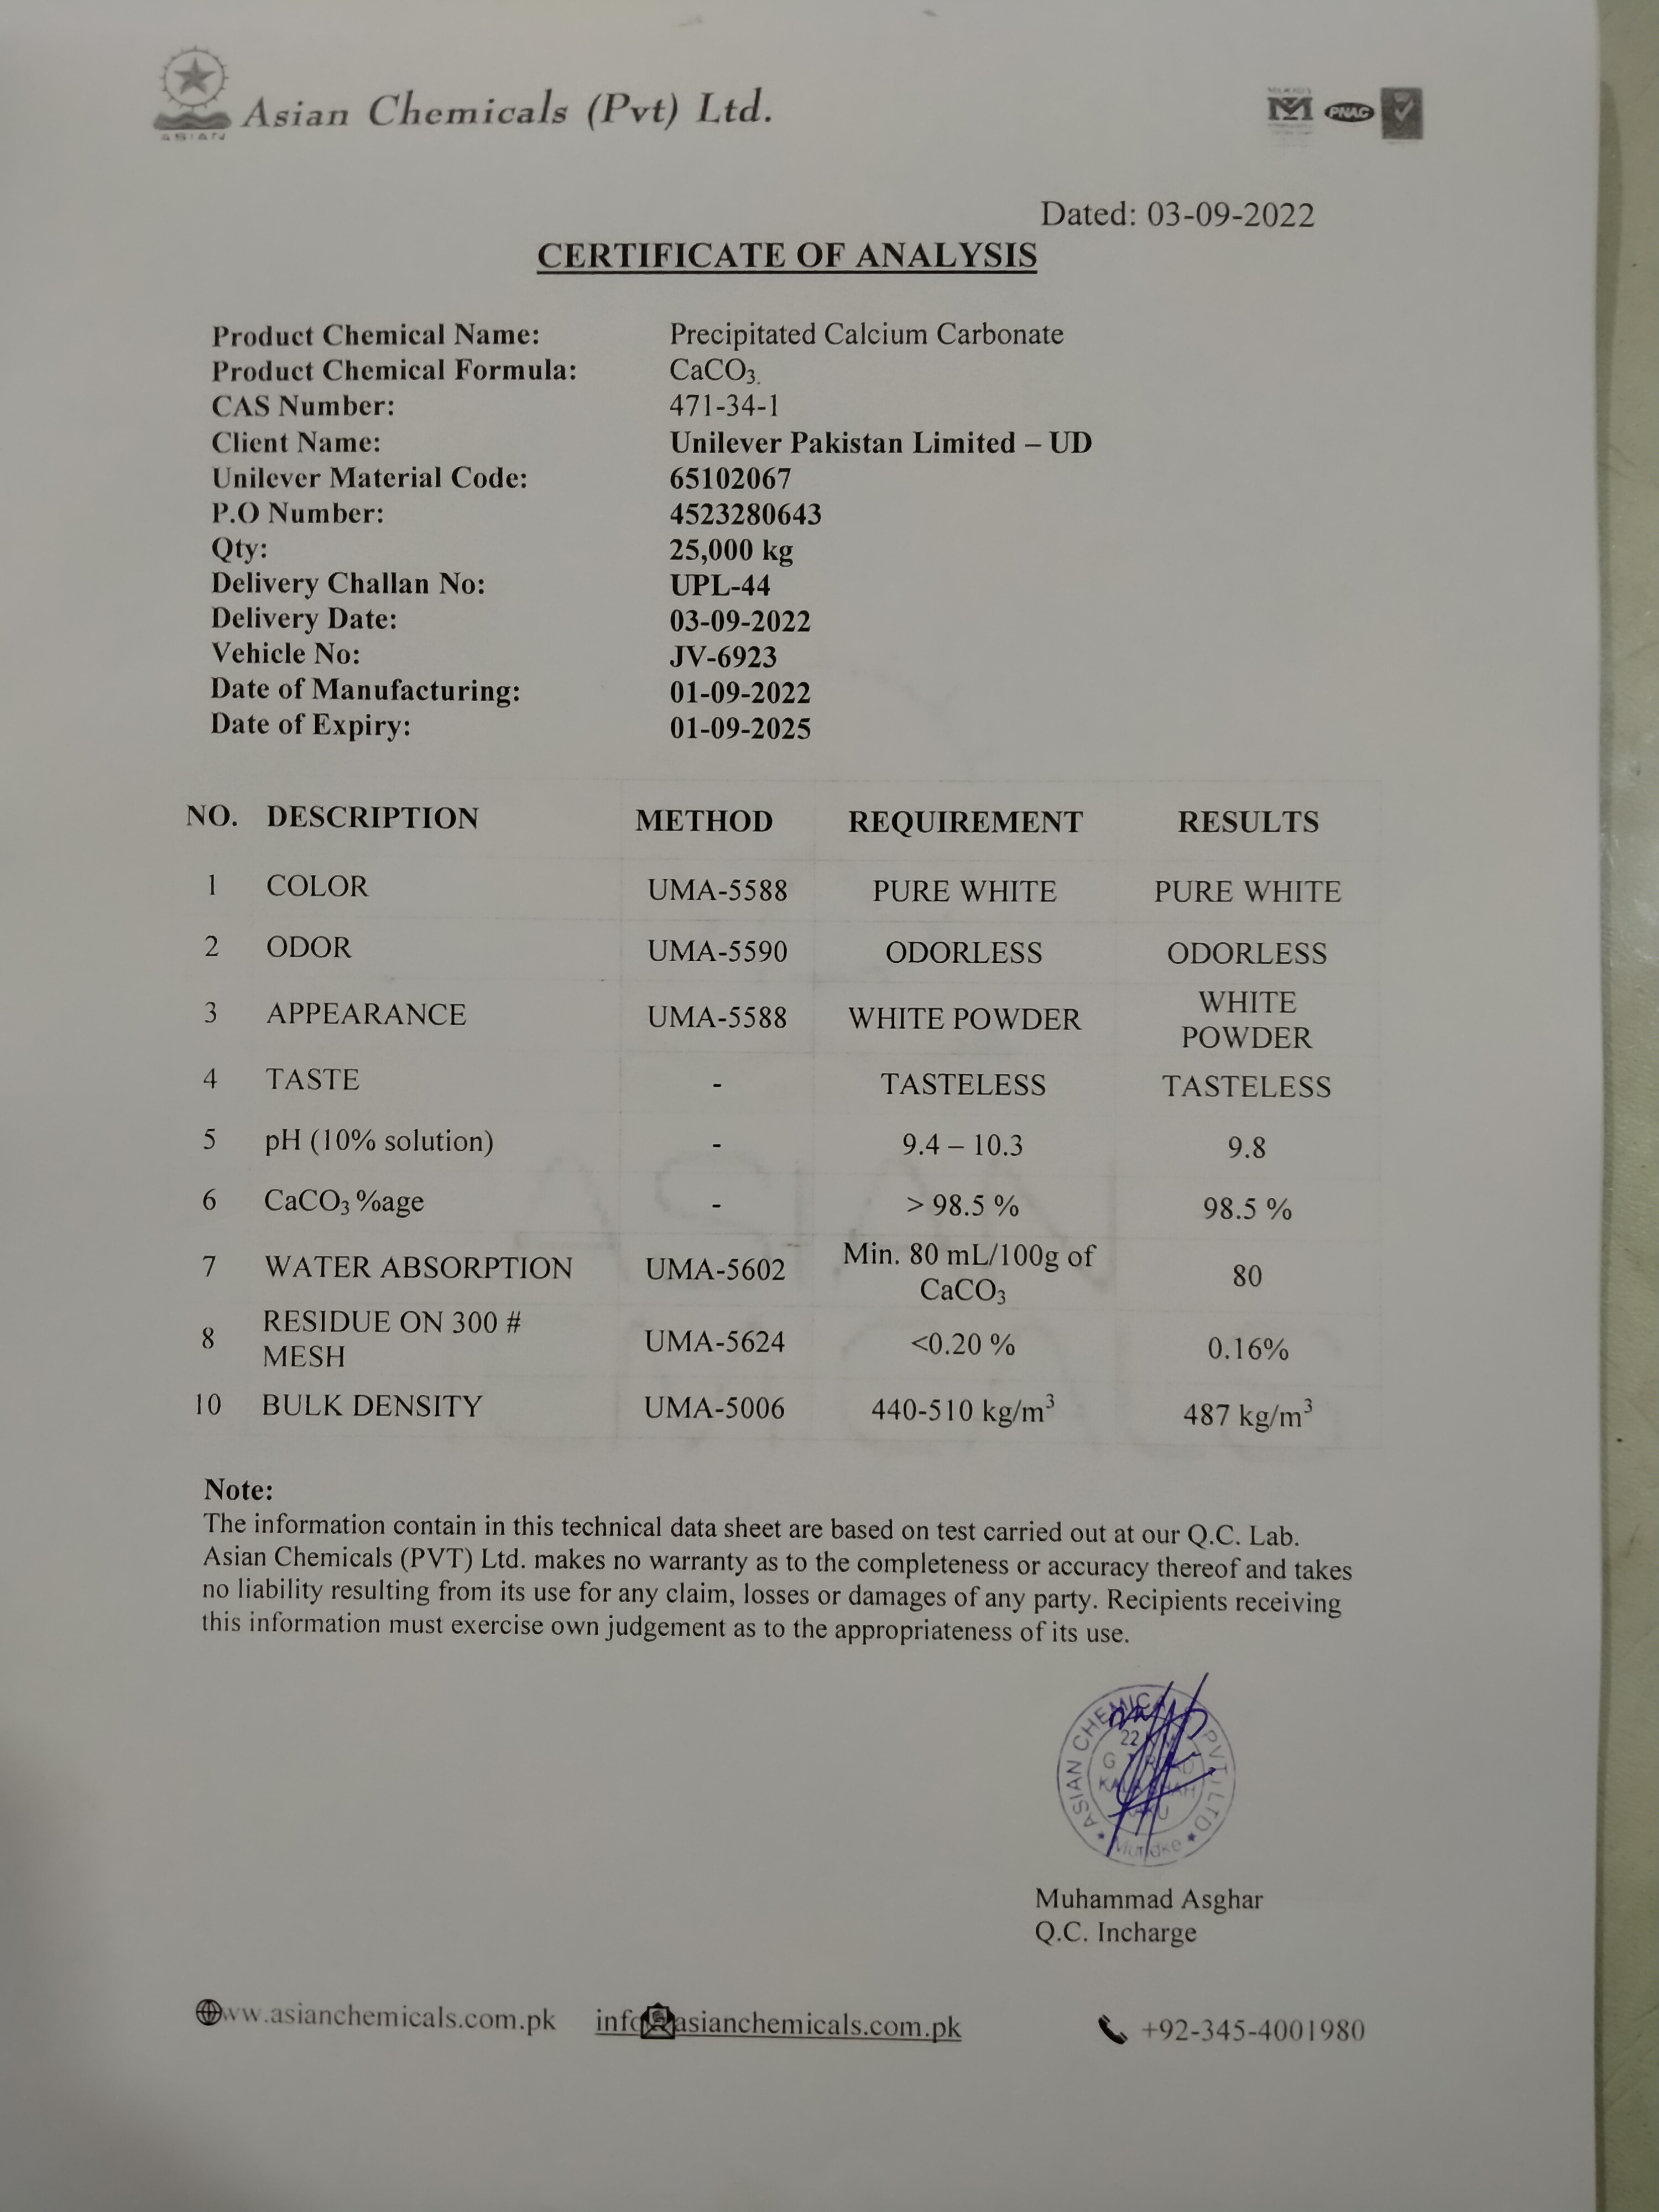 Asian Chemicals (Pvt) Ltd.
ASIAN
PNAC
Dated: 03-09-2022
CERTIFICATE OF ANALYSIS
Product Chemical Name: Precipitated Calcium Carbonate
Product Chemical Formula: CaCO₃.
CAS Number: 471-34-1
Client Name: Unilever Pakistan Limited – UD
Unilever Material Code: 65102067
P.O Number: 4523280643
Qty: 25,000 kg
Delivery Challan No: UPL-44
Delivery Date: 03-09-2022
Vehicle No: JV-6923
Date of Manufacturing: 01-09-2022
Date of Expiry: 01-09-2025
NO. DESCRIPTION METHOD REQUIREMENT RESULTS
1 COLOR UMA-5588 PURE WHITE PURE WHITE
2 ODOR UMA-5590 ODORLESS ODORLESS
3 APPEARANCE UMA-5588 WHITE POWDER WHITE
POWDER
4 TASTE - TASTELESS TASTELESS
5 pH (10% solution) - 9.4 – 10.3 9.8
6 CaCO₃ %age - > 98.5 % 98.5 %
7 WATER ABSORPTION UMA-5602 Min. 80 mL/100g of
CaCO₃ 80
8 RESIDUE ON 300 #
MESH UMA-5624 <0.20 % 0.16%
10 BULK DENSITY UMA-5006 440-510 kg/m³ 487 kg/m³
Note:
The information contain in this technical data sheet are based on test carried out at our Q.C. Lab.
Asian Chemicals (PVT) Ltd. makes no warranty as to the completeness or accuracy thereof and takes
no liability resulting from its use for any claim, losses or damages of any party. Recipients receiving
this information must exercise own judgement as to the appropriateness of its use.
ASIAN CHEMICA PVT LTD
22
Muridke
Muhammad Asghar
Q.C. Incharge
ww.asianchemicals.com.pk info@asianchemicals.com.pk +92-345-4001980